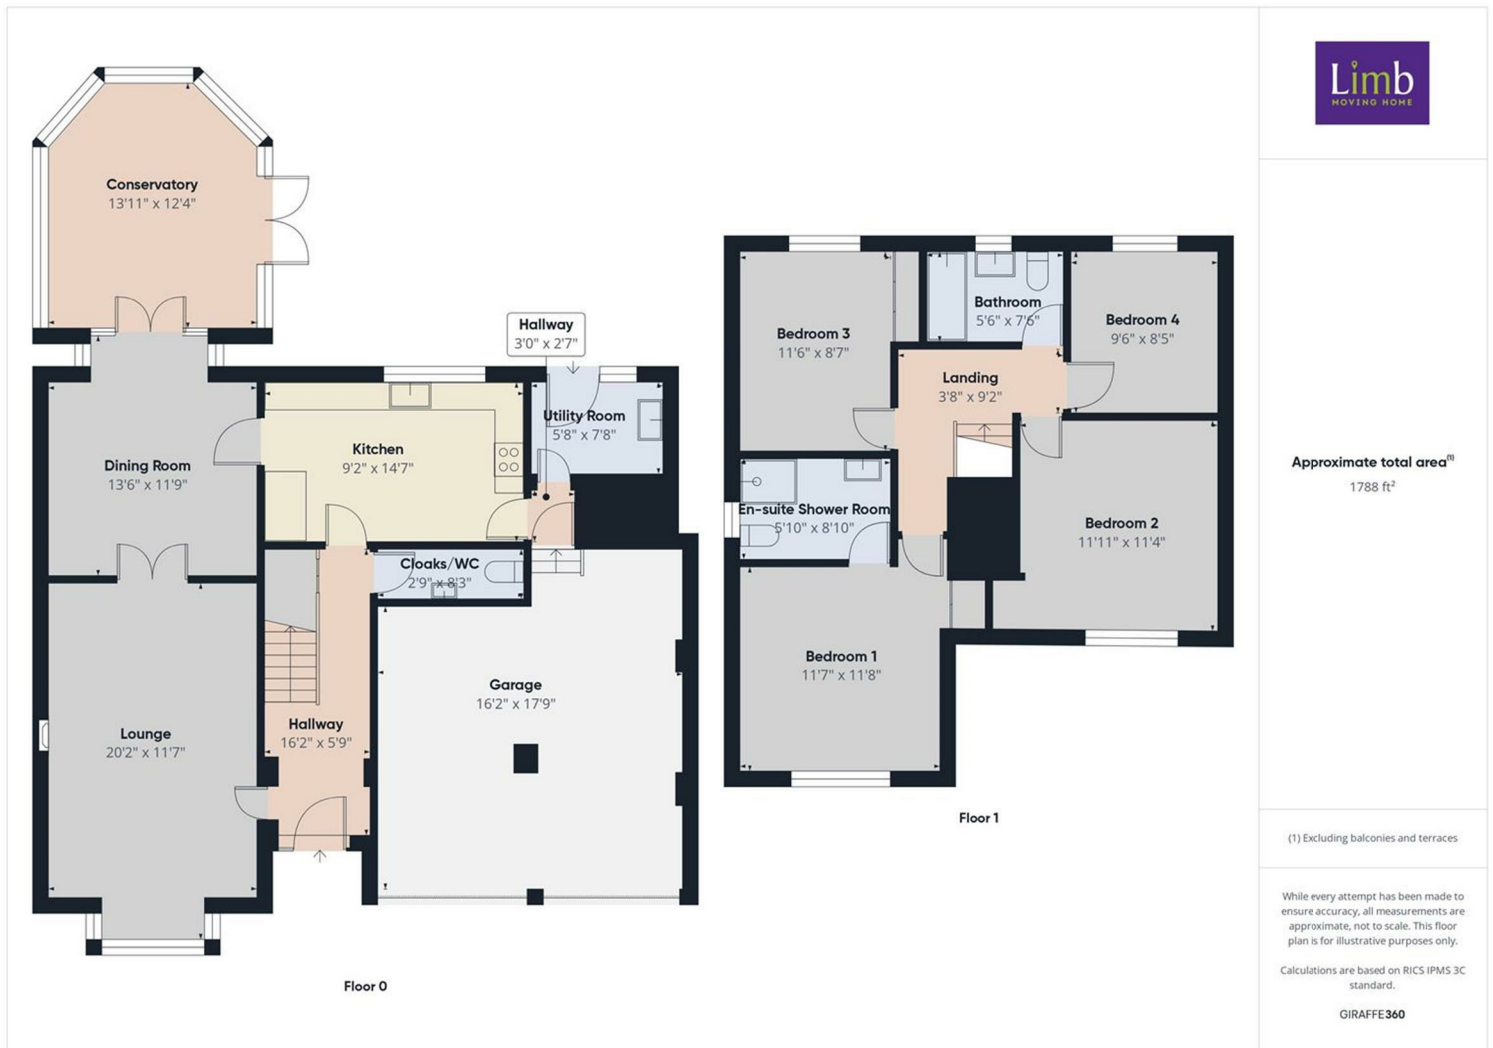 Conservatory
13'11" x 12'4"
Hallway
3'0" x 2'7"
Utility Room
5'8" x 7'8"
Kitchen
9'2" x 14'7"
Dining Room
13'6" x 11'9"
Cloaks/WC
2'9" x 8'3"
Garage
16'2" x 17'9"
Hallway
16'2" x 5'9"
Lounge
20'2" x 11'7"
Floor 0
Bedroom 3
11'6" x 8'7"
Bathroom
5'6" x 7'6"
Bedroom 4
9'6" x 8'5"
Landing
3'8" x 9'2"
En-suite Shower Room
5'10" x 8'10"
Bedroom 2
11'11" x 11'4"
Bedroom 1
11'7" x 11'8"
Floor 1
Limb
MOVING HOME
Approximate total area(1)
1788 ft²
(1) Excluding balconies and terraces
While every attempt has been made to
ensure accuracy, all measurements are
approximate, not to scale. This floor
plan is for illustrative purposes only.
Calculations are based on RICS IPMS 3C
standard.
GIRAFFE360